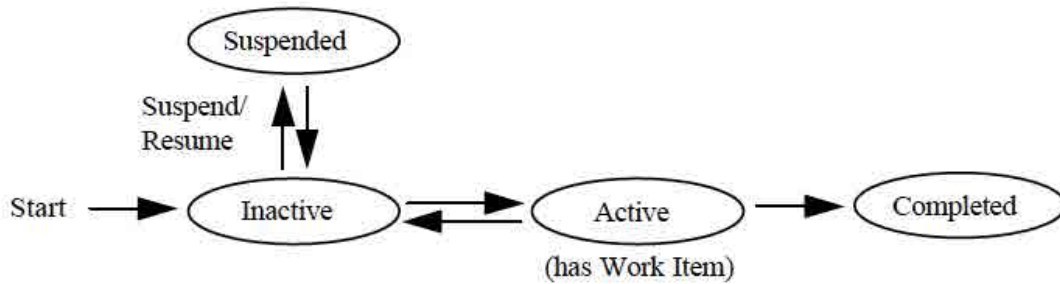 Suspended
Suspend/
Resume
Start
Inactive
Active
Completed
(has Work Item)